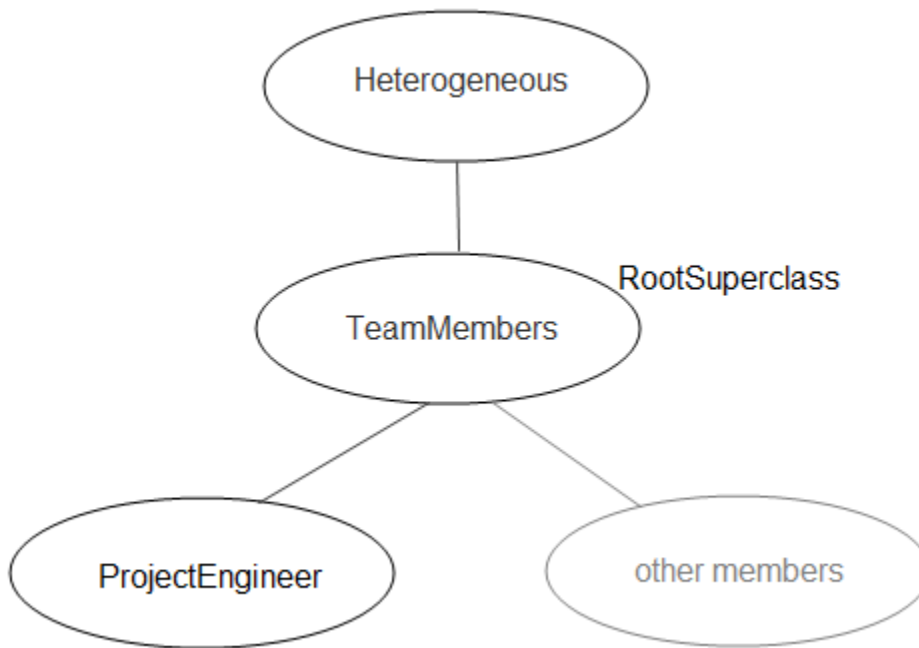 Heterogeneous
RootSuperclass
TeamMembers
ProjectEngineer
other members